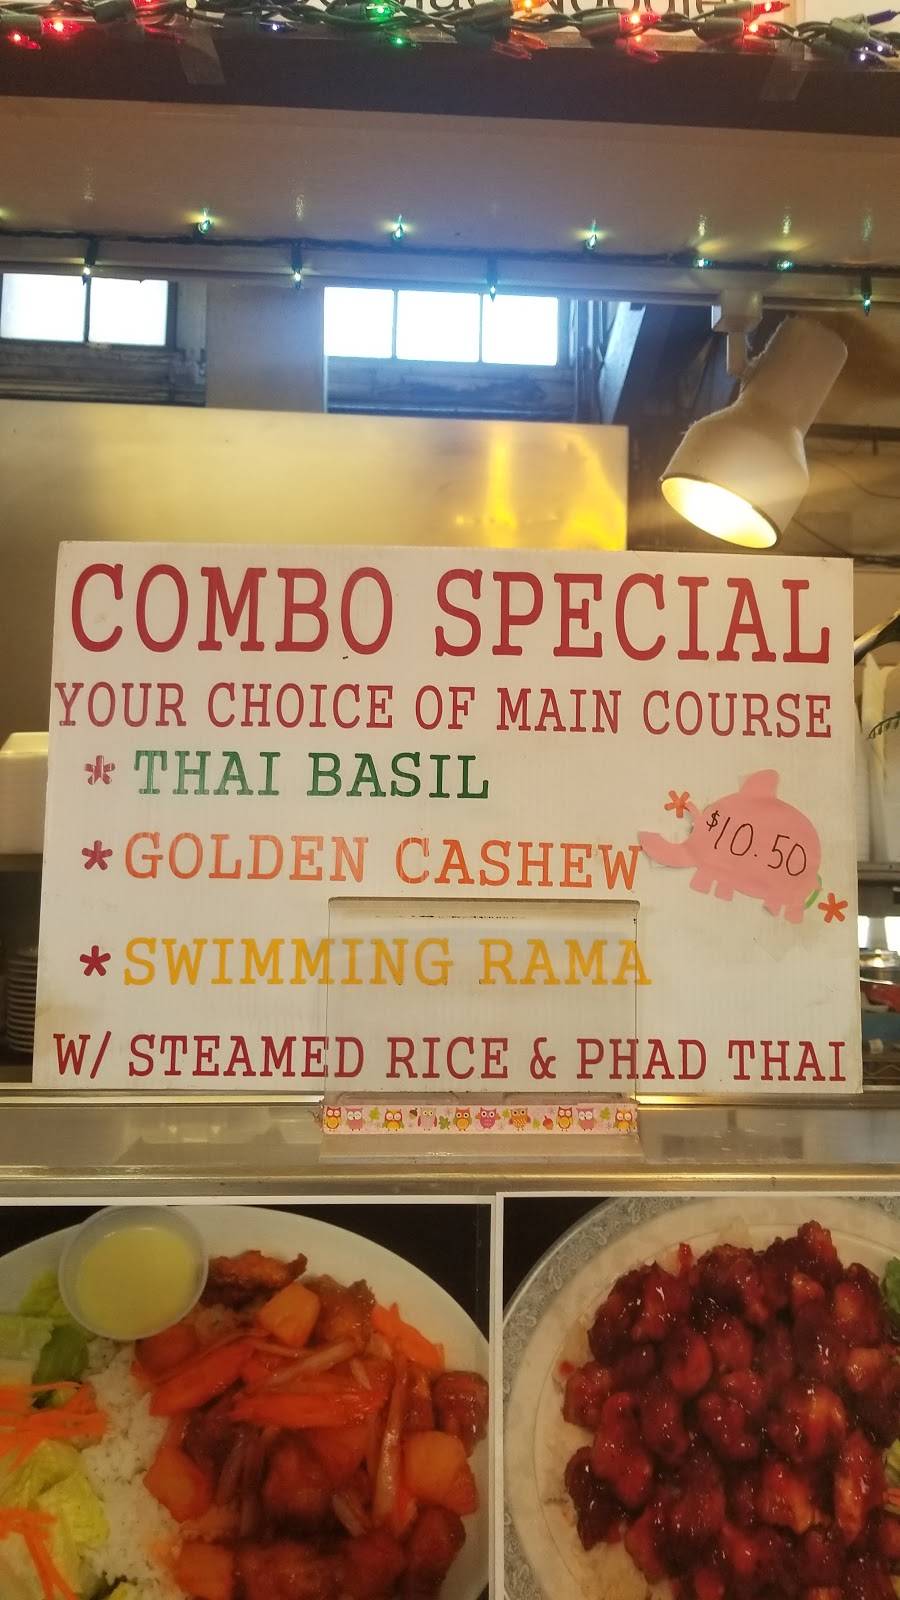 COMBO SPECIAL
YOUR CHOICE OF MAIN COURSE
* THAI BASIL
* GOLDEN CASHEW
$10.50
* SWIMMING RAMA
W/ STEAMED RICE & PHAD THAI